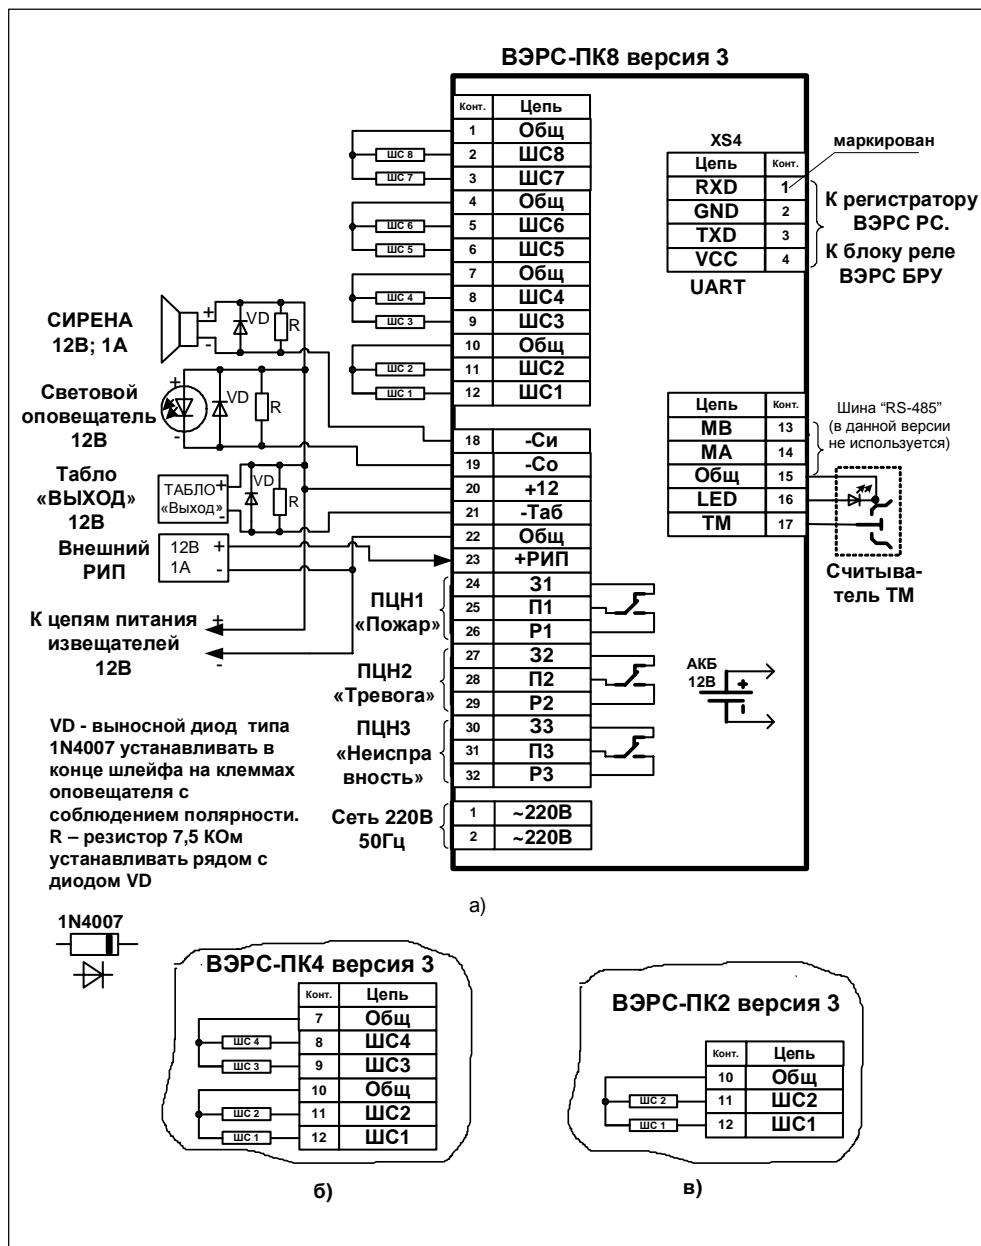 ВЭРС-ПК8 версия 3
Конт. Цепь
1 Общ
ШС 8 2 ШС8
ШС 7 3 ШС7
4 Общ
ШС 6 5 ШС6
ШС 5 6 ШС5
7 Общ
ШС 4 8 ШС4
ШС 3 9 ШС3
10 Общ
ШС 2 11 ШС2
ШС 1 12 ШС1
XS4
маркирован
Цепь Конт.
RXD 1
GND 2
TXD 3
VCC 4
UART
К регистратору
ВЭРС РС.
К блоку реле
ВЭРС БРУ
СИРЕНА
12В; 1А
+ VD R -
Световой
оповещатель
12В
+ VD R -
Табло
«ВЫХОД»
12В
ТАБЛО
«Выход»
+ VD R -
Внешний
РИП
12В +
1А -
К цепям питания
извещателей
12В
+
-
18 -Си
19 -Со
20 +12
21 -Таб
22 Общ
23 +РИП
24 З1
25 П1
26 Р1
27 З2
28 П2
29 Р2
30 З3
31 П3
32 Р3
ПЦН1
«Пожар»
ПЦН2
«Тревога»
ПЦН3
«Неиспра
вность»
Сеть 220В
50Гц
1 ~220В
2 ~220В
Цепь Конт.
МВ 13
МА 14
Общ 15
LED 16
ТМ 17
Шина “RS-485”
(в данной версии
не используется)
Считыва-
тель ТМ
АКБ
12В
+
-
VD - выносной диод типа
1N4007 устанавливать в
конце шлейфа на клеммах
оповещателя с
соблюдением полярности.
R – резистор 7,5 КОм
устанавливать рядом с
диодом VD
1N4007
а)
ВЭРС-ПК4 версия 3
Конт. Цепь
7 Общ
ШС 4 8 ШС4
ШС 3 9 ШС3
10 Общ
ШС 2 11 ШС2
ШС 1 12 ШС1
б)
ВЭРС-ПК2 версия 3
Конт. Цепь
10 Общ
ШС 2 11 ШС2
ШС 1 12 ШС1
в)